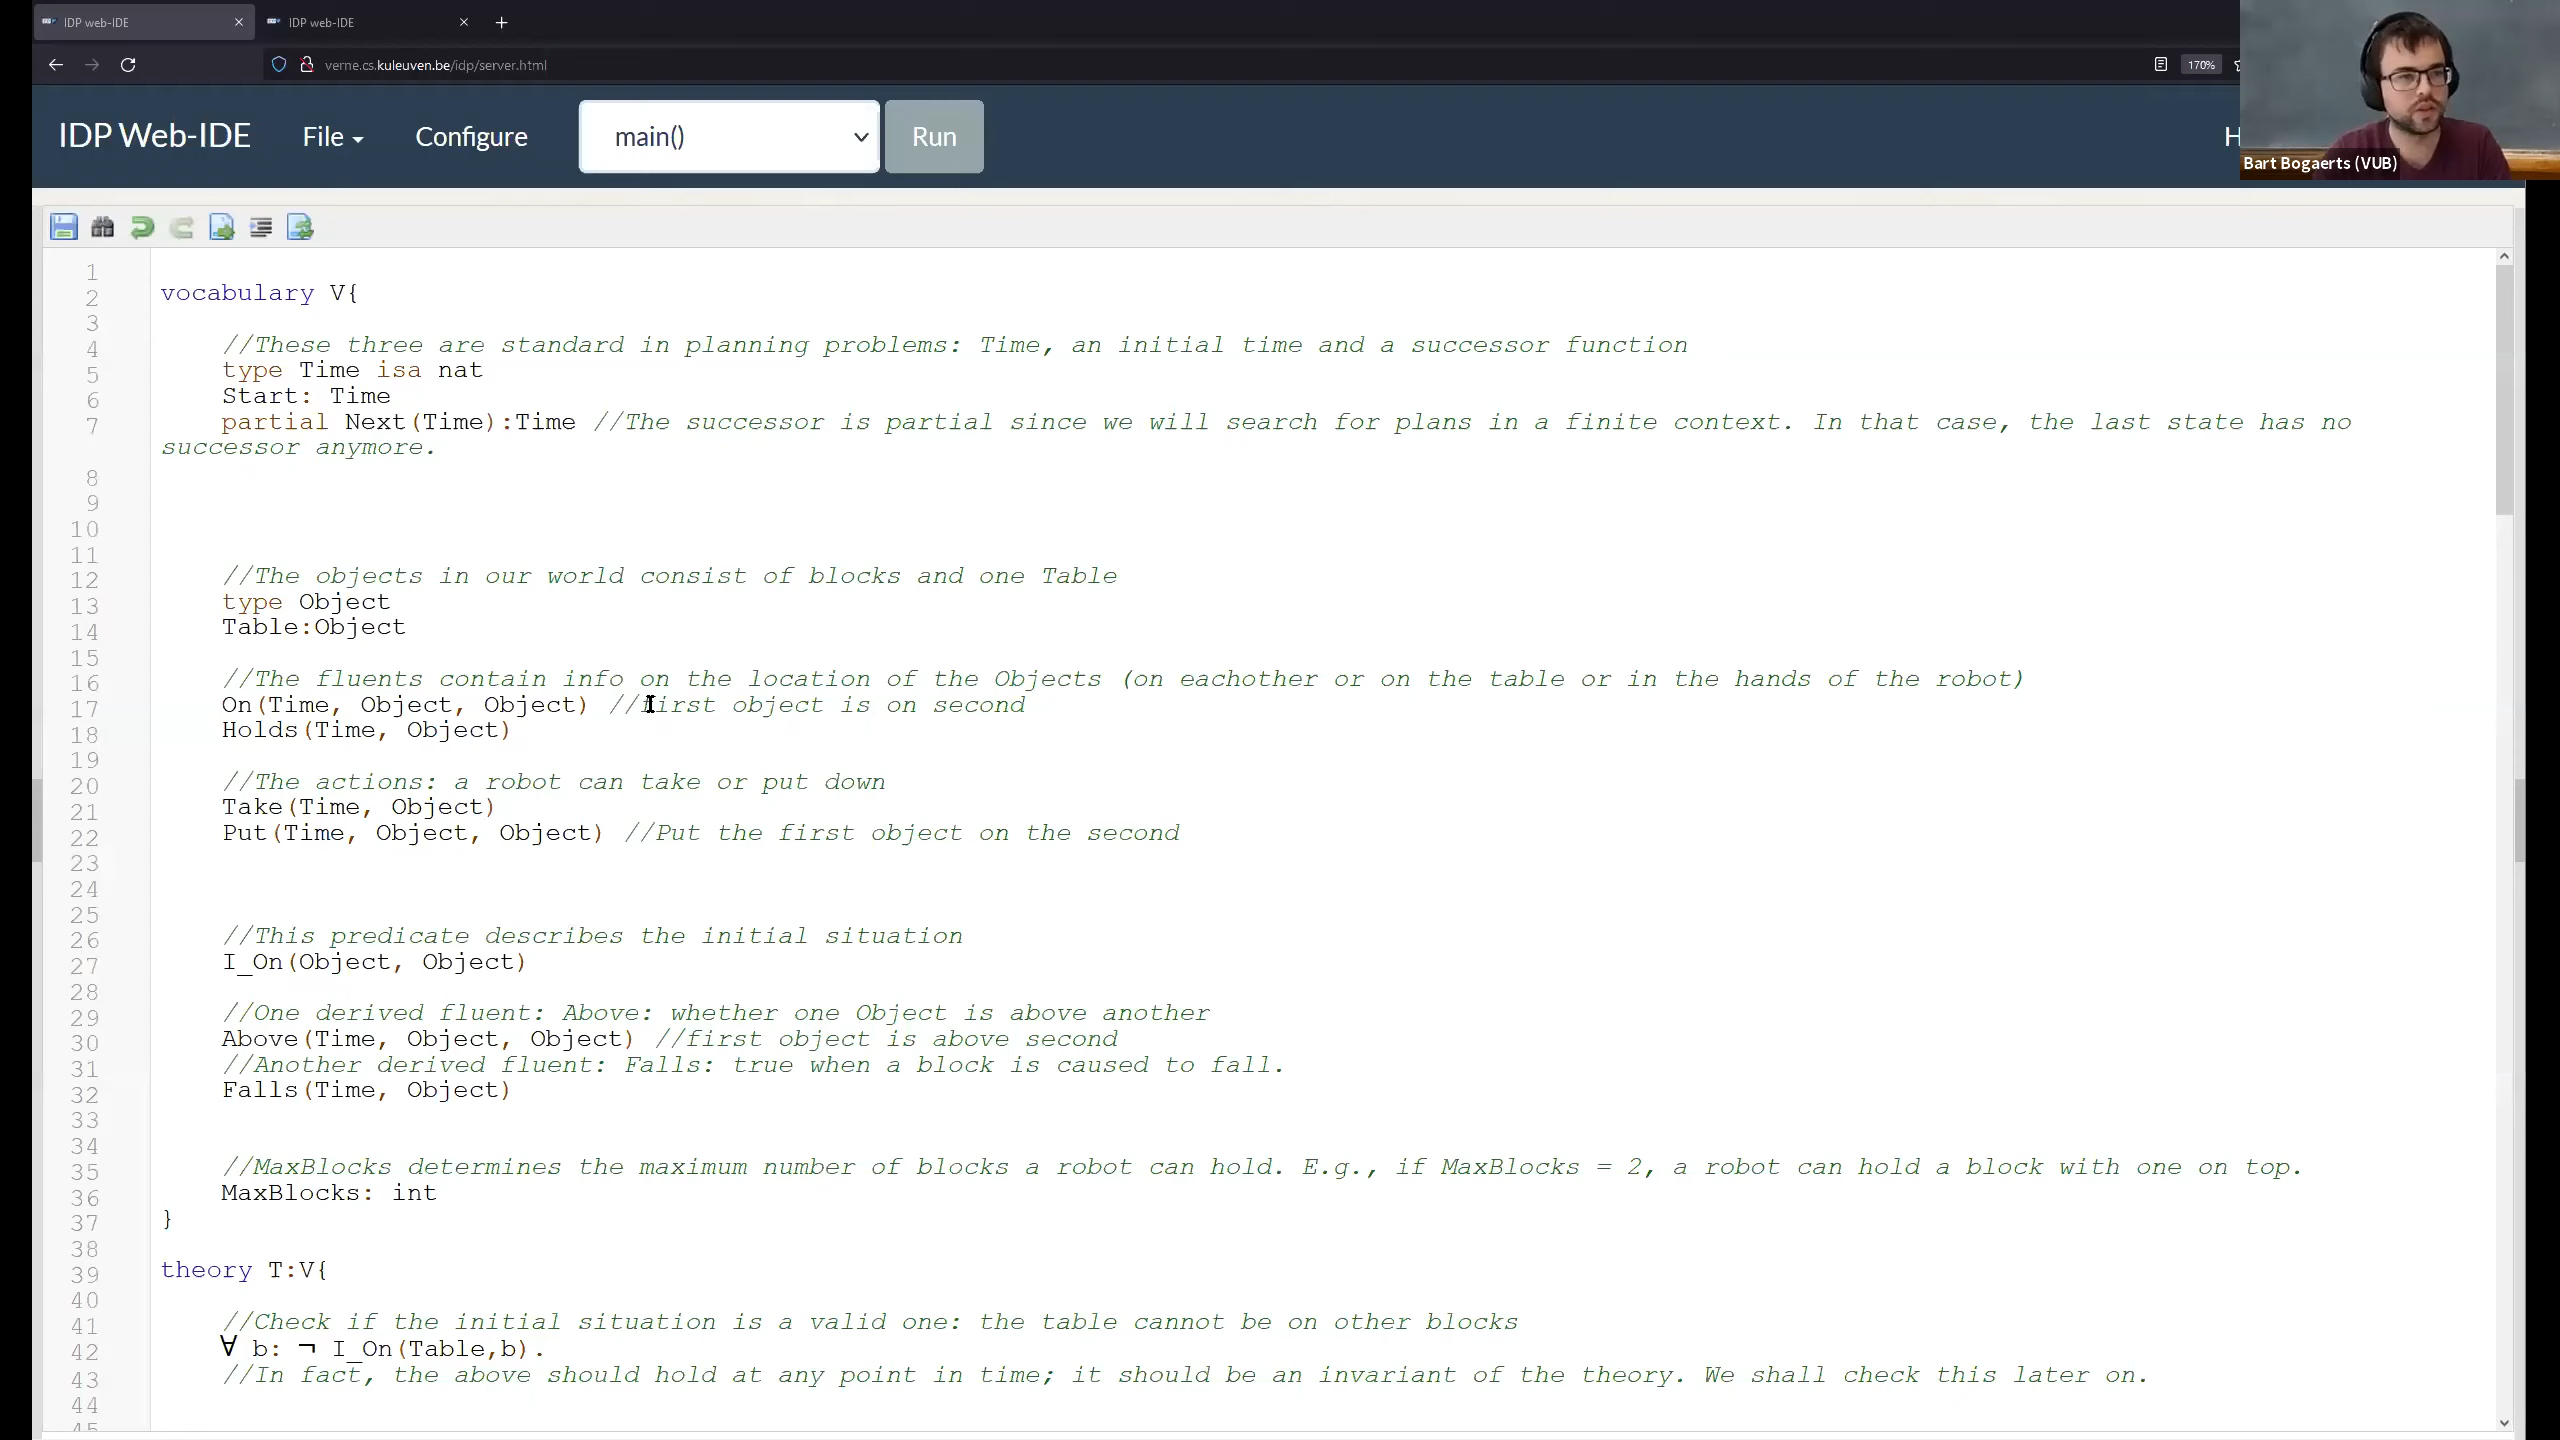 IDP web-IDE
IDP web-IDE
verne.cs.kuleuven.be/idp/server.html
170%
IDP Web-IDE File Configure main() Run
H
Bart Bogaerts (VUB)
1
2 vocabulary V{
3
4 //These three are standard in planning problems: Time, an initial time and a successor function
5 type Time isa nat
6 Start: Time
7 partial Next(Time):Time //The successor is partial since we will search for plans in a finite context. In that case, the last state has no
successor anymore.
8
9
10
11
12 //The objects in our world consist of blocks and one Table
13 type Object
14 Table:Object
15
16 //The fluents contain info on the location of the Objects (on eachother or on the table or in the hands of the robot)
17 On(Time, Object, Object) //first object is on second
18 Holds(Time, Object)
19
20 //The actions: a robot can take or put down
21 Take(Time, Object)
22 Put(Time, Object, Object) //Put the first object on the second
23
24
25
26 //This predicate describes the initial situation
27 I_On(Object, Object)
28
29 //One derived fluent: Above: whether one Object is above another
30 Above(Time, Object, Object) //first object is above second
31 //Another derived fluent: Falls: true when a block is caused to fall.
32 Falls(Time, Object)
33
34
35 //MaxBlocks determines the maximum number of blocks a robot can hold. E.g., if MaxBlocks = 2, a robot can hold a block with one on top.
36 MaxBlocks: int
37 }
38
39 theory T:V{
40
41 //Check if the initial situation is a valid one: the table cannot be on other blocks
42 ∀ b: ¬ I_On(Table,b).
43 //In fact, the above should hold at any point in time; it should be an invariant of the theory. We shall check this later on.
44
45